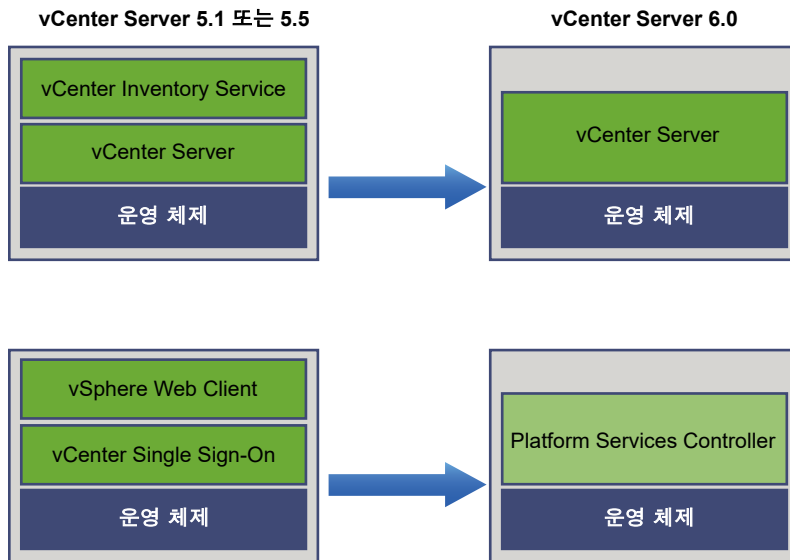 vCenter Server 5.1 또는 5.5
vCenter Server 6.0
vCenter Inventory Service
vCenter Server
운영 체제
vCenter Server
운영 체제
vSphere Web Client
vCenter Single Sign-On
운영 체제
Platform Services Controller
운영 체제